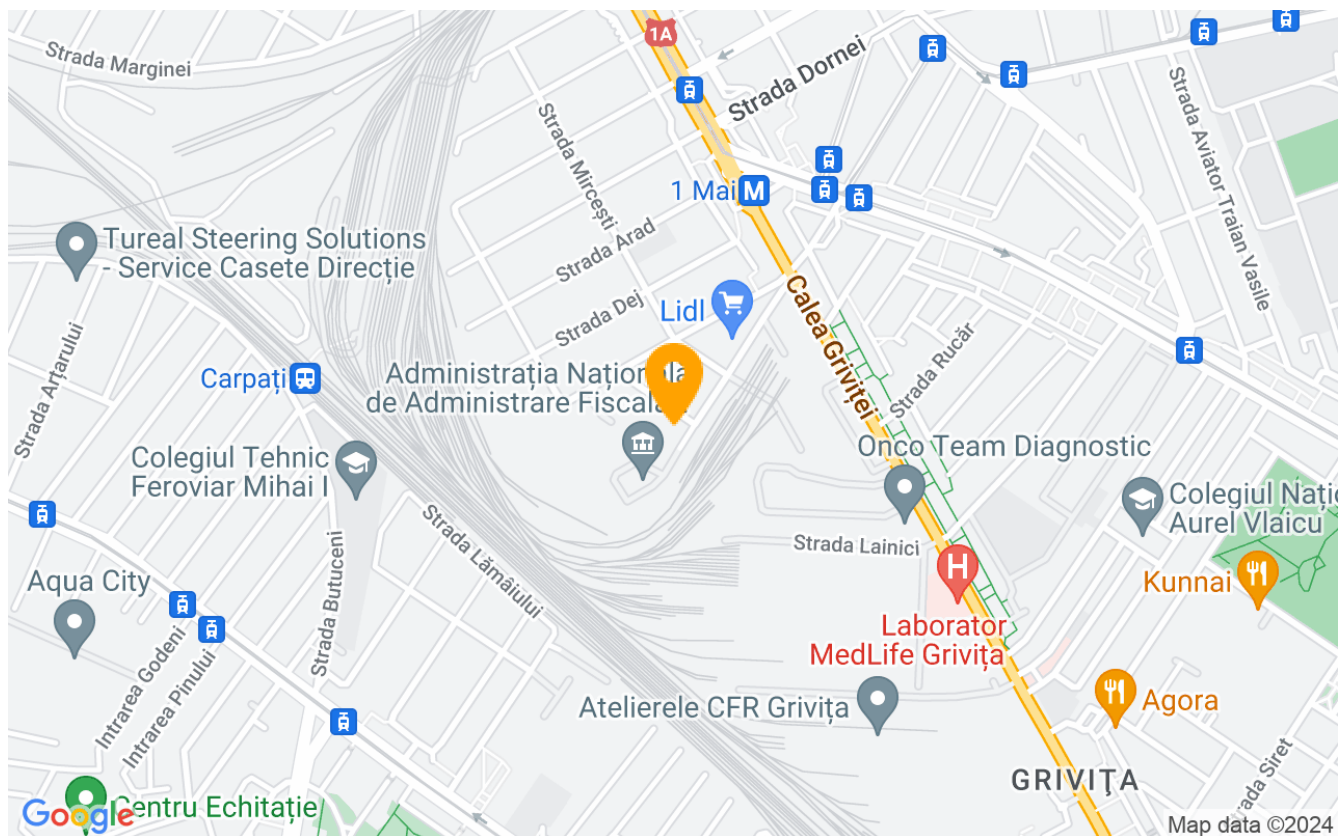 1A
Strada Marginei
Strada Dornei
Strada Mircești
Strada Aviator Traian Vasile
1 Mai
M
Strada Arad
Tureal Steering Solutions
- Service Casete Direcție
Lidl
Calea Griviței
Strada Dej
Strada Rucăr
Strada Arțarului
Carpați
Administrația Națională
de Administrare Fiscală
Colegiul Tehnic
Feroviar Mihai I
Onco Team Diagnostic
Colegiul Națio
Aurel Vlaicu
Strada Lămâiului
Strada Lainici
Strada Butuceni
Aqua City
H
Kunnai
Laborator
MedLife Grivița
Intrarea Godeni
Intrarea Pinului
Atelierele CFR Grivița
Agora
GRIVIȚA
Strada Siret
Centru Echitație
Google
Map data ©2024